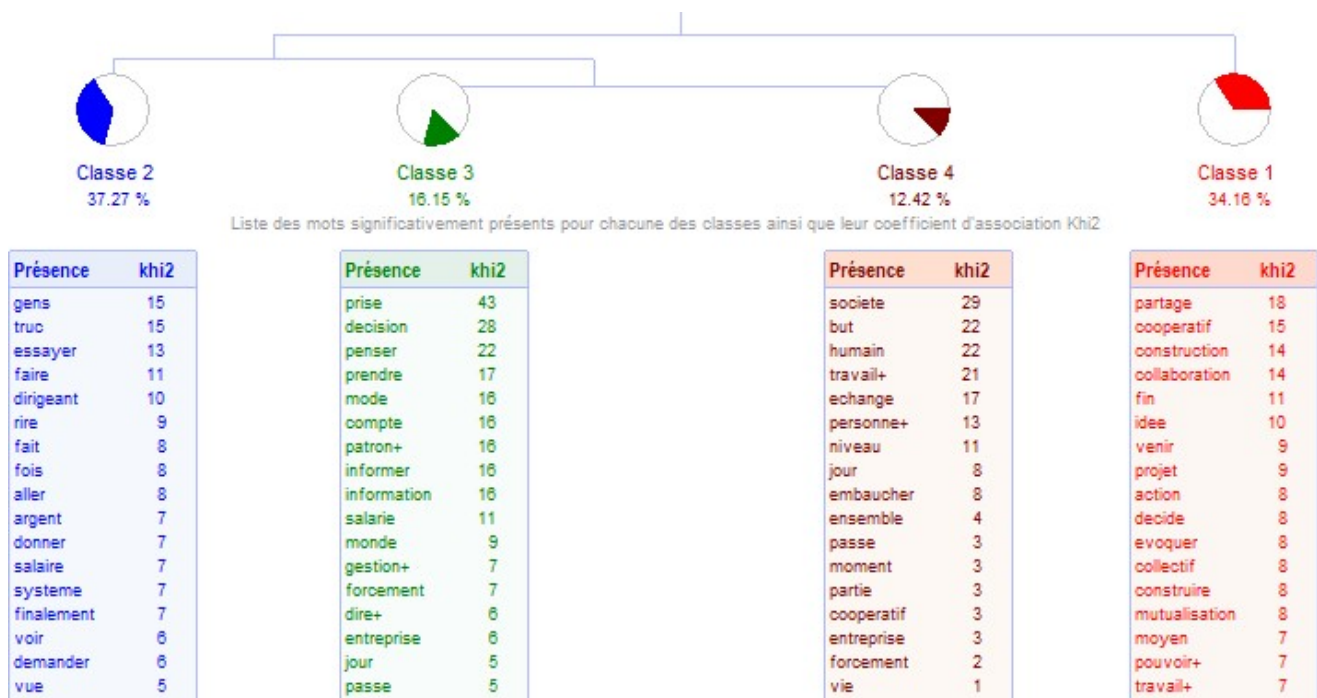 Classe 2 Classe 3 Classe 4 Classe 1
37.27 % 16.15 % 12.42 % 34.16 %
Liste des mots significativement présents pour chacune des classes ainsi que leur coefficient d'association Khi2
Présence khi2 Présence khi2 Présence khi2 Présence khi2
gens 15 prise 43 societe 29 partage 18
truc 15 decision 28 but 22 cooperatif 15
essayer 13 penser 22 humain 22 construction 14
faire 11 prendre 17 travail+ 21 collaboration 14
dirigeant 10 mode 16 echange 17 fin 11
rire 9 compte 16 personne+ 13 idee 10
fait 8 patron+ 16 niveau 11 venir 9
fois 8 informer 16 jour 8 projet 9
aller 8 information 16 embaucher 8 action 8
argent 7 salarie 11 ensemble 4 decide 8
donner 7 monde 9 passe 3 evoquer 8
salaire 7 gestion+ 7 moment 3 collectif 8
systeme 7 forcement 7 partie 3 construire 8
finalement 7 dire+ 6 cooperatif 3 mutualisation 8
voir 6 entreprise 6 entreprise 3 moyen 7
demander 6 jour 5 forcement 2 pouvoir+ 7
vue 5 passe 5 vie 1 travail+ 7